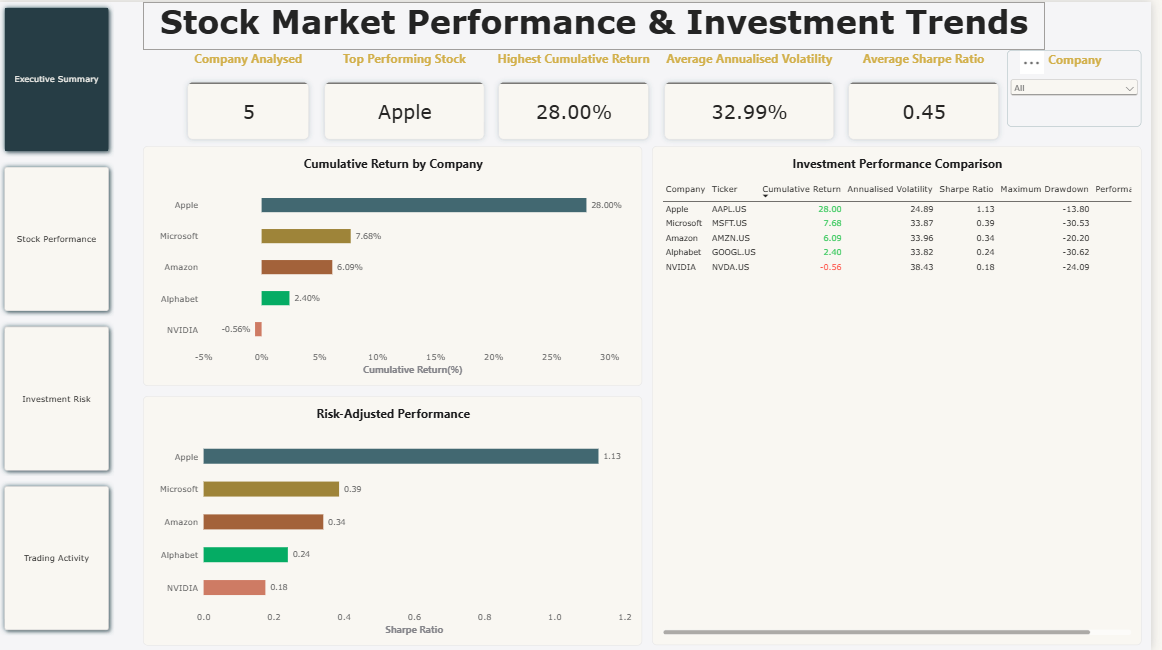 Stock Market Performance & Investment Trends
Executive Summary
Stock Performance
Investment Risk
Trading Activity
Company Analysed
5
Top Performing Stock
Apple
Highest Cumulative Return
28.00%
Average Annualised Volatility
32.99%
Average Sharpe Ratio
0.45
... Company
All
Cumulative Return by Company
Apple 28.00%
Microsoft 7.68%
Amazon 6.09%
Alphabet 2.40%
NVIDIA -0.56%
-5% 0% 5% 10% 15% 20% 25% 30%
Cumulative Return(%)
Risk-Adjusted Performance
Apple 1.13
Microsoft 0.39
Amazon 0.34
Alphabet 0.24
NVIDIA 0.18
0.0 0.2 0.4 0.6 0.8 1.0 1.2
Sharpe Ratio
Investment Performance Comparison
Company Ticker Cumulative Return Annualised Volatility Sharpe Ratio Maximum Drawdown Performa
Apple AAPL.US 28.00 24.89 1.13 -13.80
Microsoft MSFT.US 7.68 33.87 0.39 -30.53
Amazon AMZN.US 6.09 33.96 0.34 -20.20
Alphabet GOOGL.US 2.40 33.82 0.24 -30.62
NVIDIA NVDA.US -0.56 38.43 0.18 -24.09